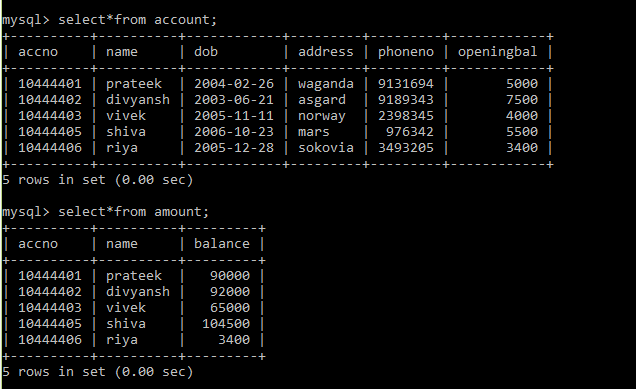 mysql> select*from account;
+----------+----------+------------+---------+---------+------------+
| accno    | name     | dob        | address | phoneno | openingbal |
+----------+----------+------------+---------+---------+------------+
| 10444401 | prateek  | 2004-02-26 | waganda | 9131694 |       5000 |
| 10444402 | divyansh | 2003-06-21 | asgard  | 9189343 |       7500 |
| 10444403 | vivek    | 2005-11-11 | norway  | 2398345 |       4000 |
| 10444405 | shiva    | 2006-10-23 | mars    |  976342 |       5500 |
| 10444406 | riya     | 2005-12-28 | sokovia | 3493205 |       3400 |
+----------+----------+------------+---------+---------+------------+
5 rows in set (0.00 sec)
mysql> select*from amount;
+----------+----------+---------+
| accno    | name     | balance |
+----------+----------+---------+
| 10444401 | prateek  |   90000 |
| 10444402 | divyansh |   92000 |
| 10444403 | vivek    |   65000 |
| 10444405 | shiva    |  104500 |
| 10444406 | riya     |    3400 |
+----------+----------+---------+
5 rows in set (0.00 sec)